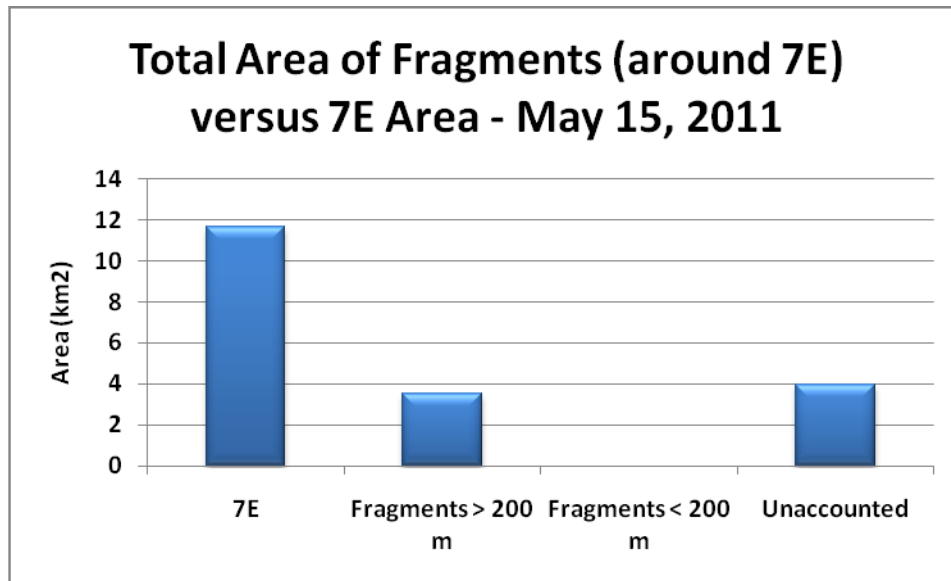 Total Area of Fragments (around 7E)
versus 7E Area - May 15, 2011
14
12
10
8
6
4
2
0
Area (km2)
7E
Fragments > 200 m
Fragments < 200 m
Unaccounted